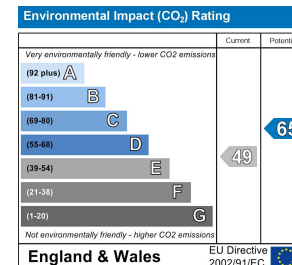 Environmental Impact (CO₂) Rating
Current
Very environmentally friendly - lower CO2 emissions
(92 plus) A
(81-91) B
(69-80) C
(55-68) D
(39-54) E
49
(21-38) F
(1-20) G
Not environmentally friendly - higher CO2 emissions
England & Wales
EU Directive
2002/91/EC